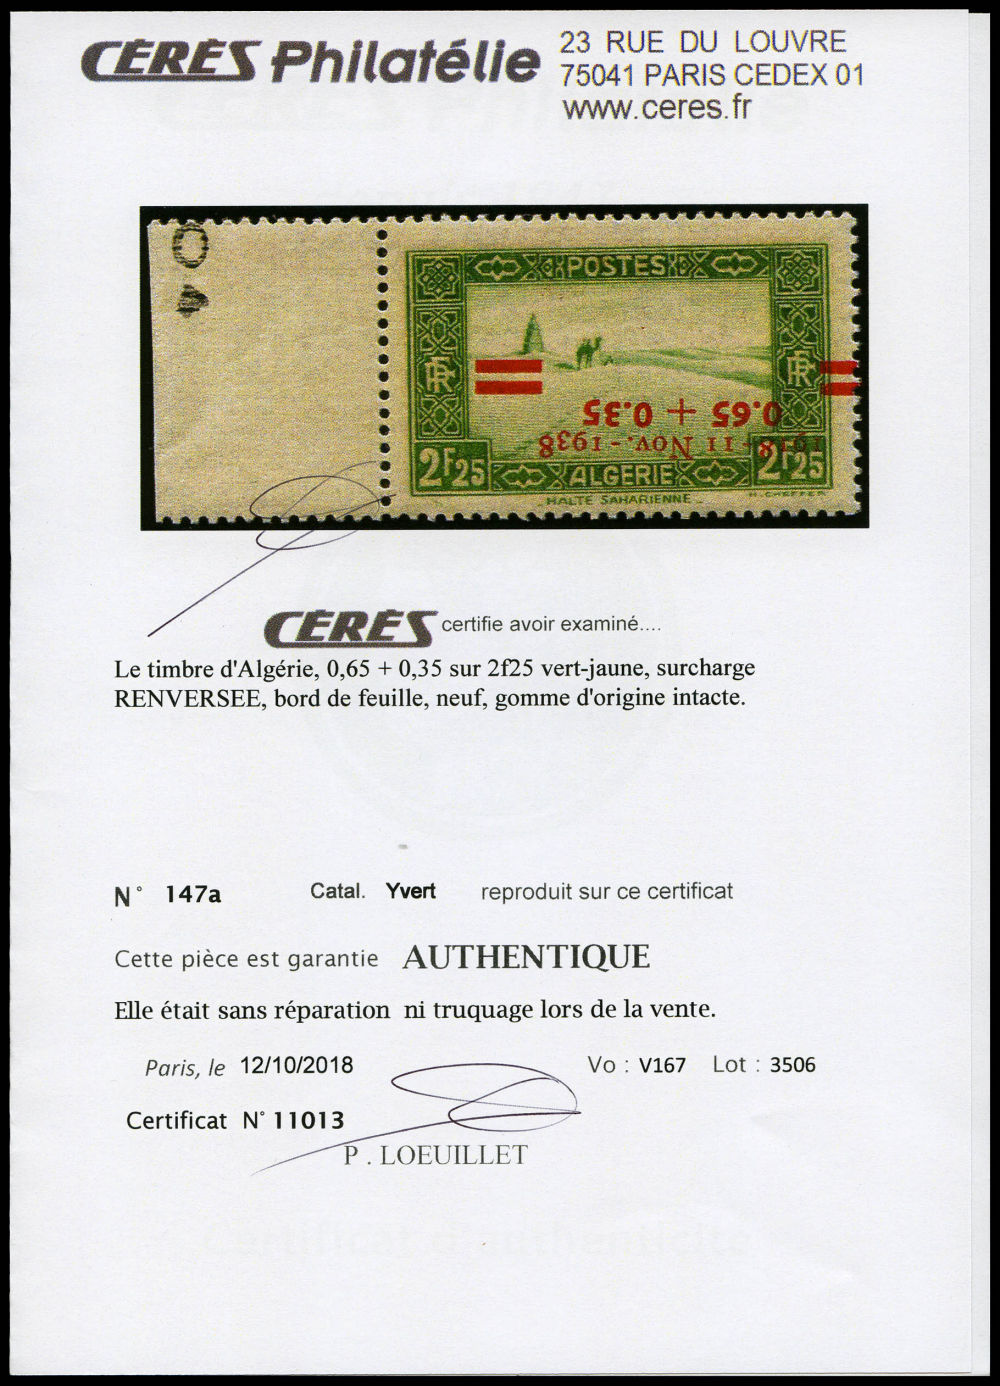 CÉRÈS Philatélie
23 RUE DU LOUVRE
75041 PARIS CEDEX 01
www.ceres.fr
04
POSTES
RF RF
0.65 + 0.35
1918 - 11 Nov. - 1938
2F25 ALGERIE 2F25
HALTE SAHARIENNE H. CHEFFER
CÉRÈS certifie avoir examiné....
Le timbre d'Algérie, 0,65 + 0,35 sur 2f25 vert-jaune, surcharge
RENVERSEE, bord de feuille, neuf, gomme d'origine intacte.
N° 147a Catal. Yvert reproduit sur ce certificat
Cette pièce est garantie AUTHENTIQUE
Elle était sans réparation ni truquage lors de la vente.
Paris, le 12/10/2018 Vo : V167 Lot : 3506
Certificat N° 11013
P . LOEUILLET